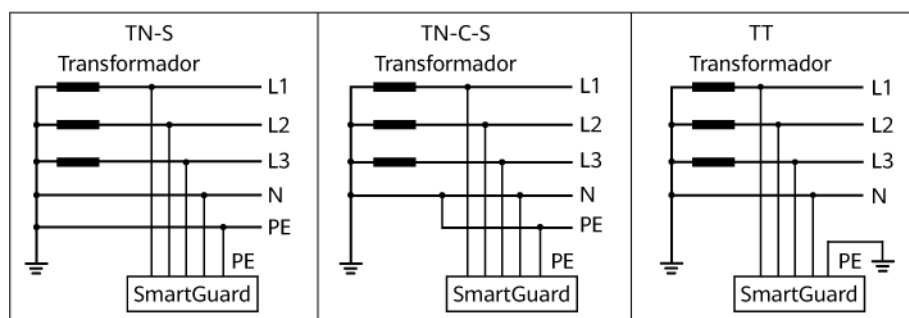 TN-S
Transformador
L1
L2
L3
N
PE
PE
SmartGuard
TN-C-S
Transformador
L1
L2
L3
N
PE
PE
SmartGuard
TT
Transformador
L1
L2
L3
N
PE
SmartGuard